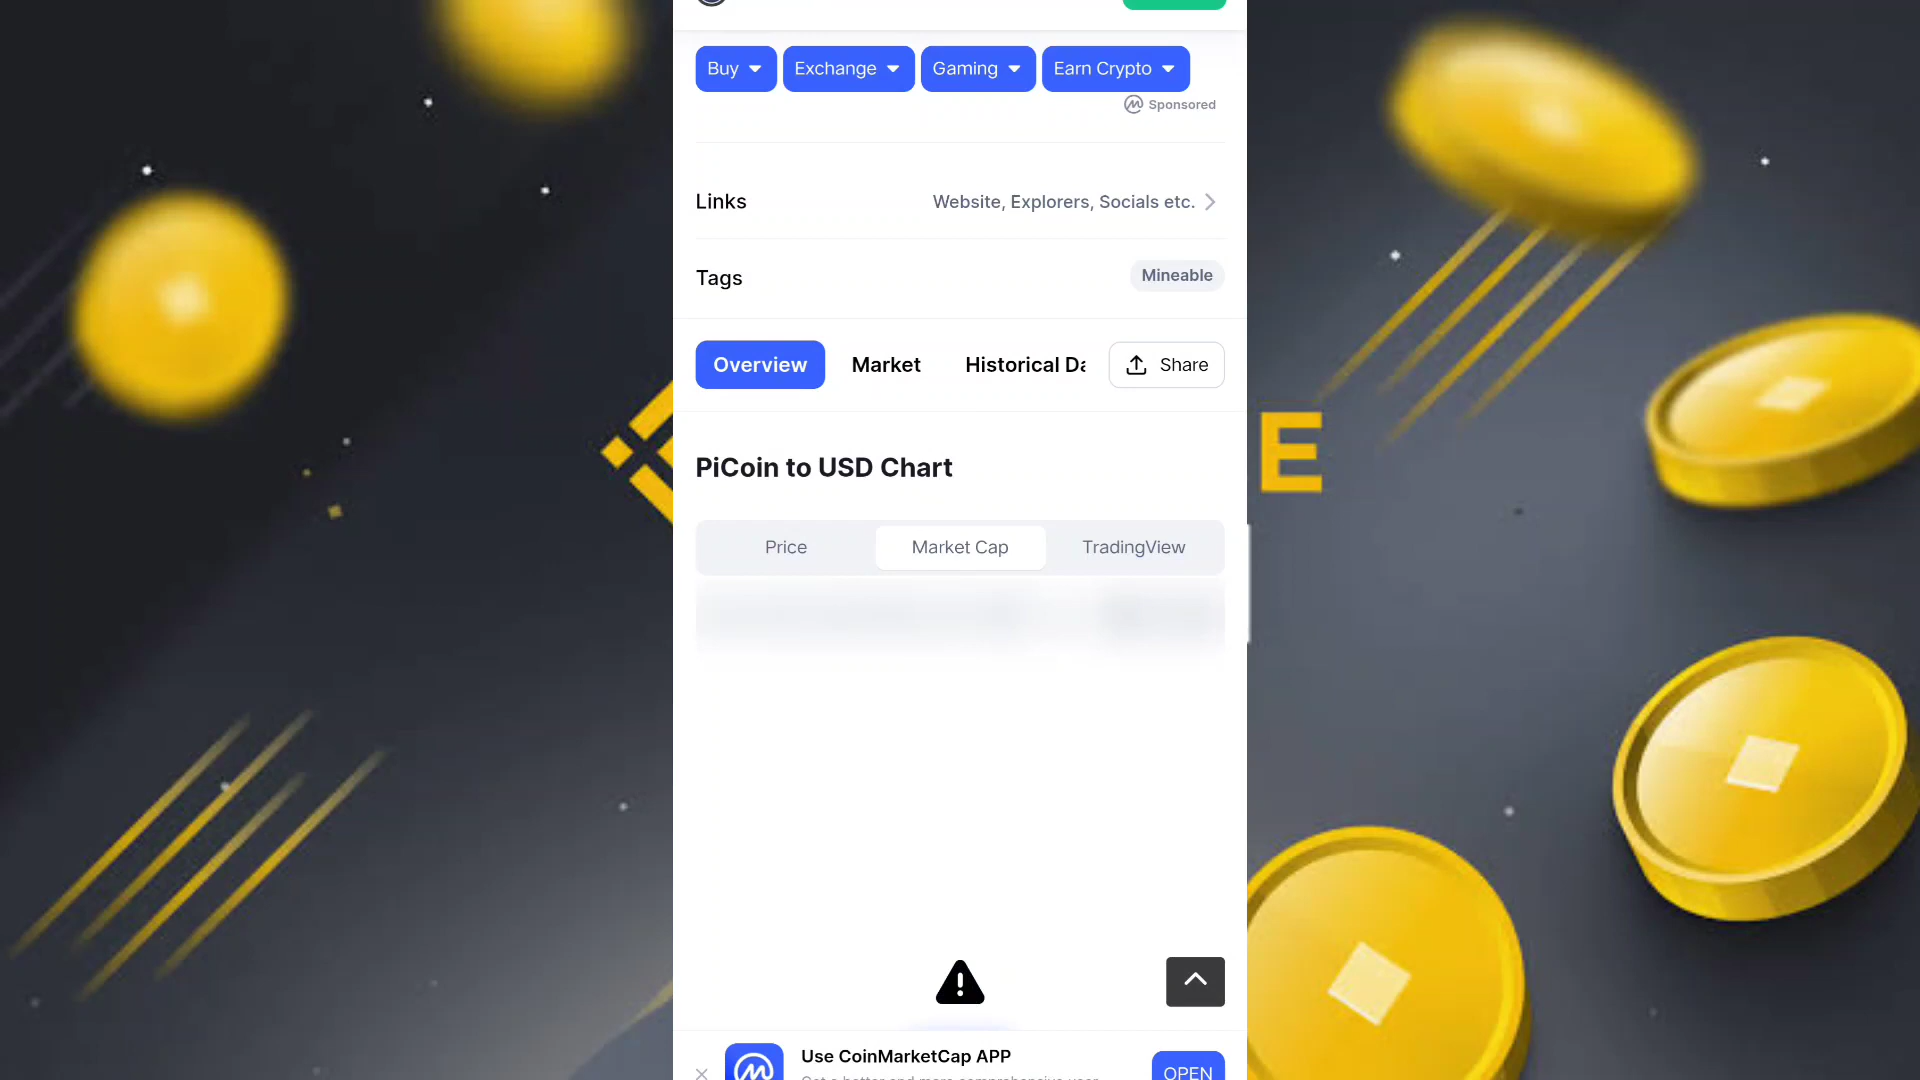 Buy
Exchange
Gaming
Earn Crypto
Sponsored
Links
Website, Explorers, Socials etc.
Tags
Mineable
Overview
Market
Historical Da
Share
E
PiCoin to USD Chart
Price
Market Cap
TradingView
Use CoinMarketCap APP
OPEN